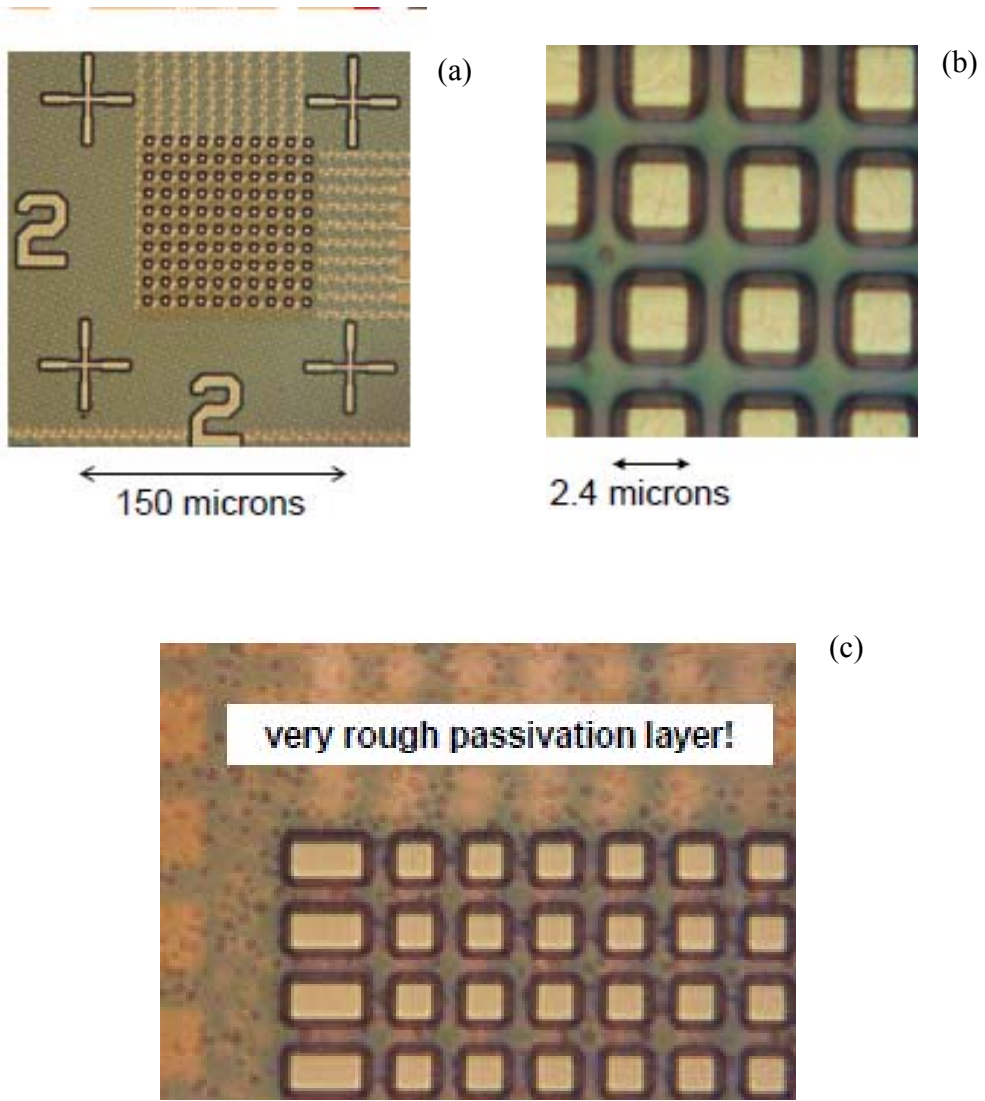 (a)
(b)
2
2
150 microns
2.4 microns
(c)
very rough passivation layer!